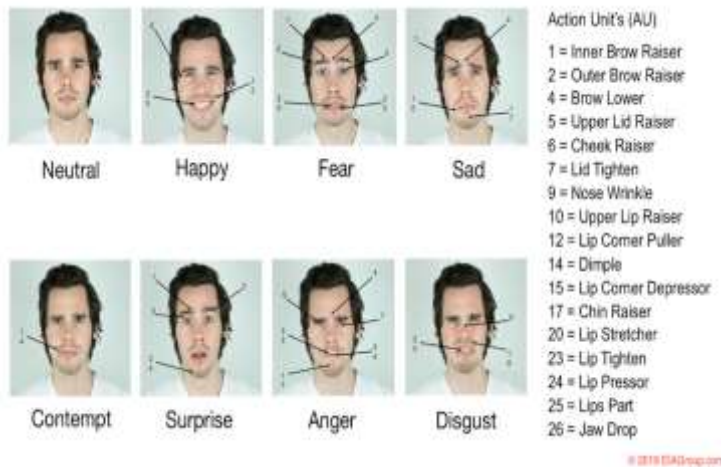 Neutral
Happy
Fear
Sad
Contempt
Surprise
Anger
Disgust
Action Unit's (AU)
1 = Inner Brow Raiser
2 = Outer Brow Raiser
4 = Brow Lower
5 = Upper Lid Raiser
6 = Cheek Raiser
7 = Lid Tighten
9 = Nose Wrinkle
10 = Upper Lip Raiser
12 = Lip Corner Puller
14 = Dimple
15 = Lip Corner Depressor
17 = Chin Raiser
20 = Lip Stretcher
23 = Lip Tighten
24 = Lip Pressor
25 = Lips Part
26 = Jaw Drop